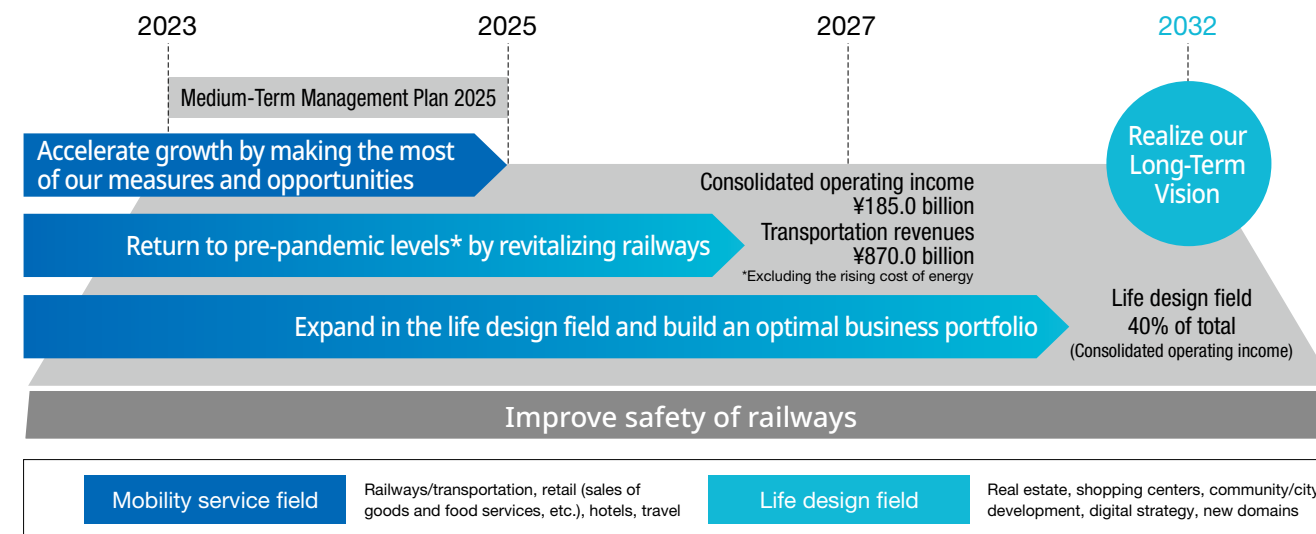 2023
2025
2027
2032
Medium-Term Management Plan 2025
Accelerate growth by making the most
of our measures and opportunities
Realize our
Long-Term
Vision
Consolidated operating income
¥185.0 billion
Transportation revenues
¥870.0 billion
*Excluding the rising cost of energy
Return to pre-pandemic levels* by revitalizing railways
Expand in the life design field and build an optimal business portfolio
Life design field
40% of total
(Consolidated operating income)
Improve safety of railways
Mobility service field
Railways/transportation, retail (sales of
goods and food services, etc.), hotels, travel
Life design field
Real estate, shopping centers, community/city
development, digital strategy, new domains